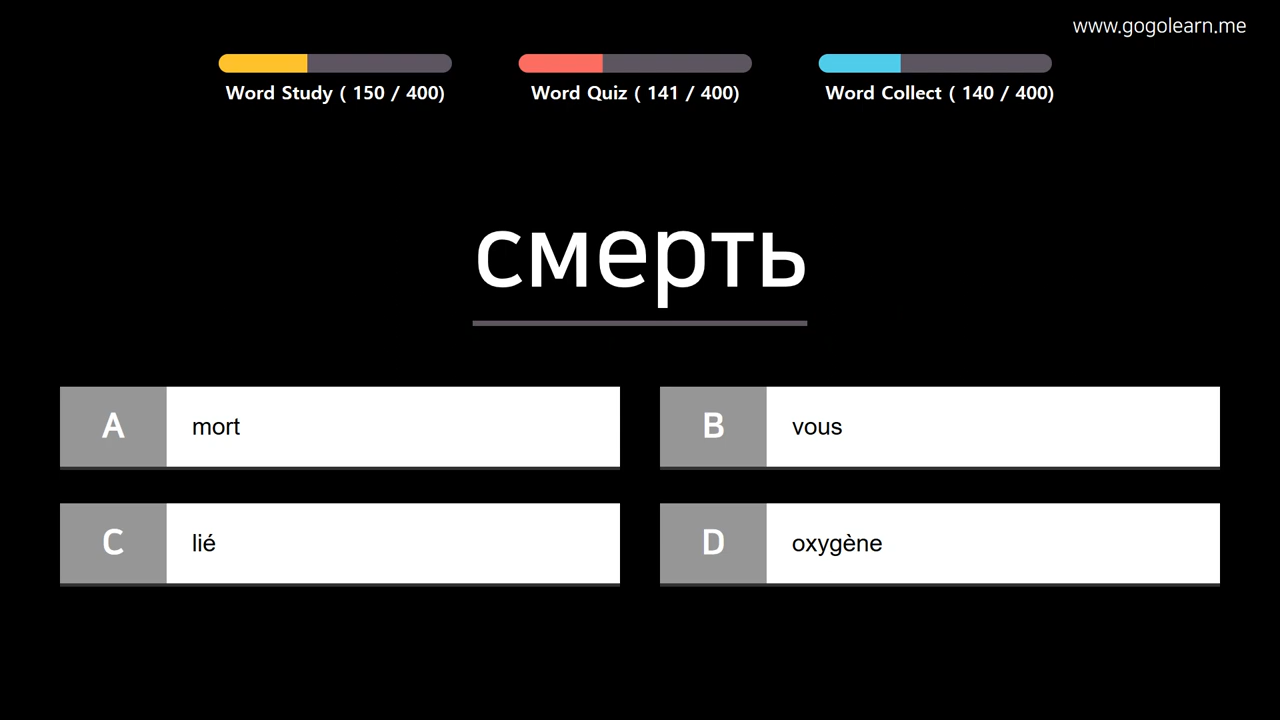 www.gogolearn.me
Word Study ( 150 / 400)
Word Quiz ( 141 / 400)
Word Collect ( 140 / 400)
смерть
A mort
B vous
C lié
D oxygène